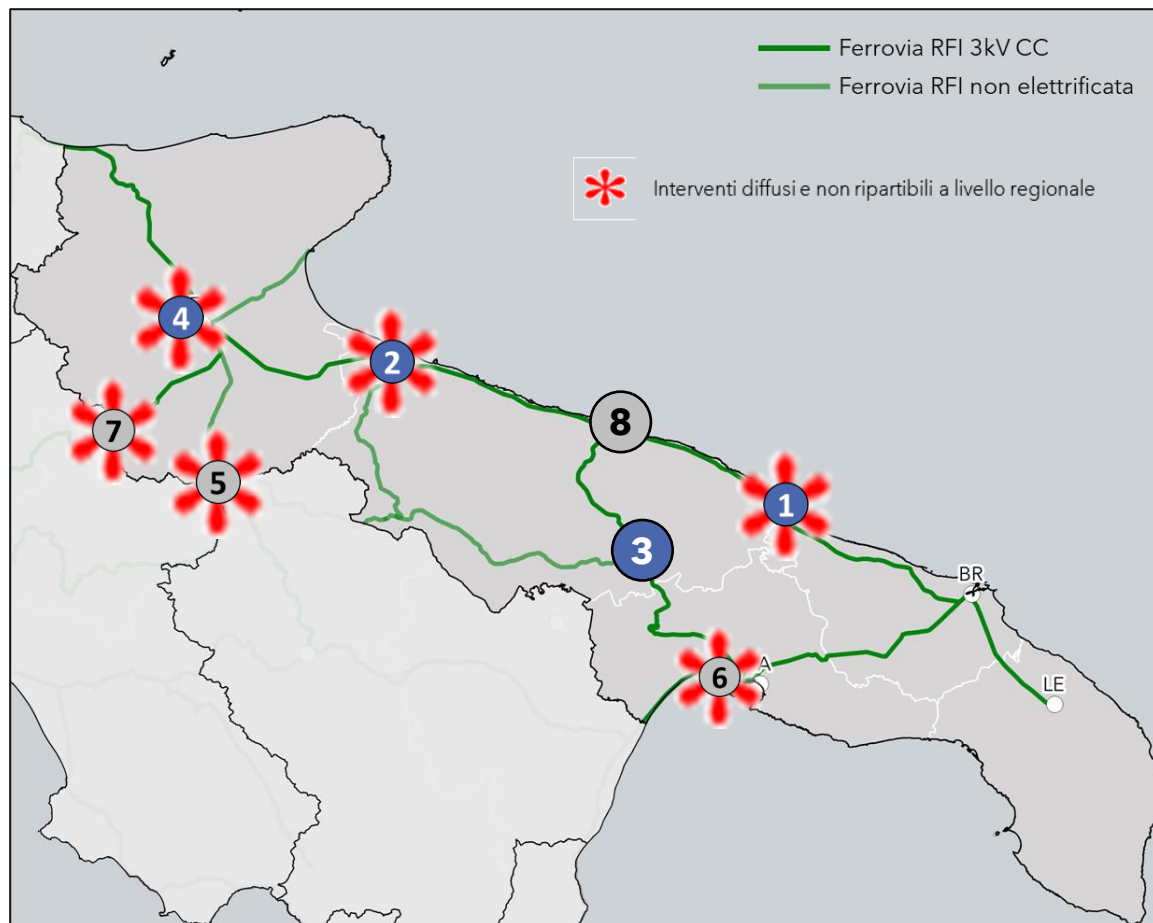 Ferrovia RFI 3kV CC
Ferrovia RFI non elettrificata
Interventi diffusi e non ripartibili a livello regionale
4
2
8
7
5
1
3
BR
6
A
LE